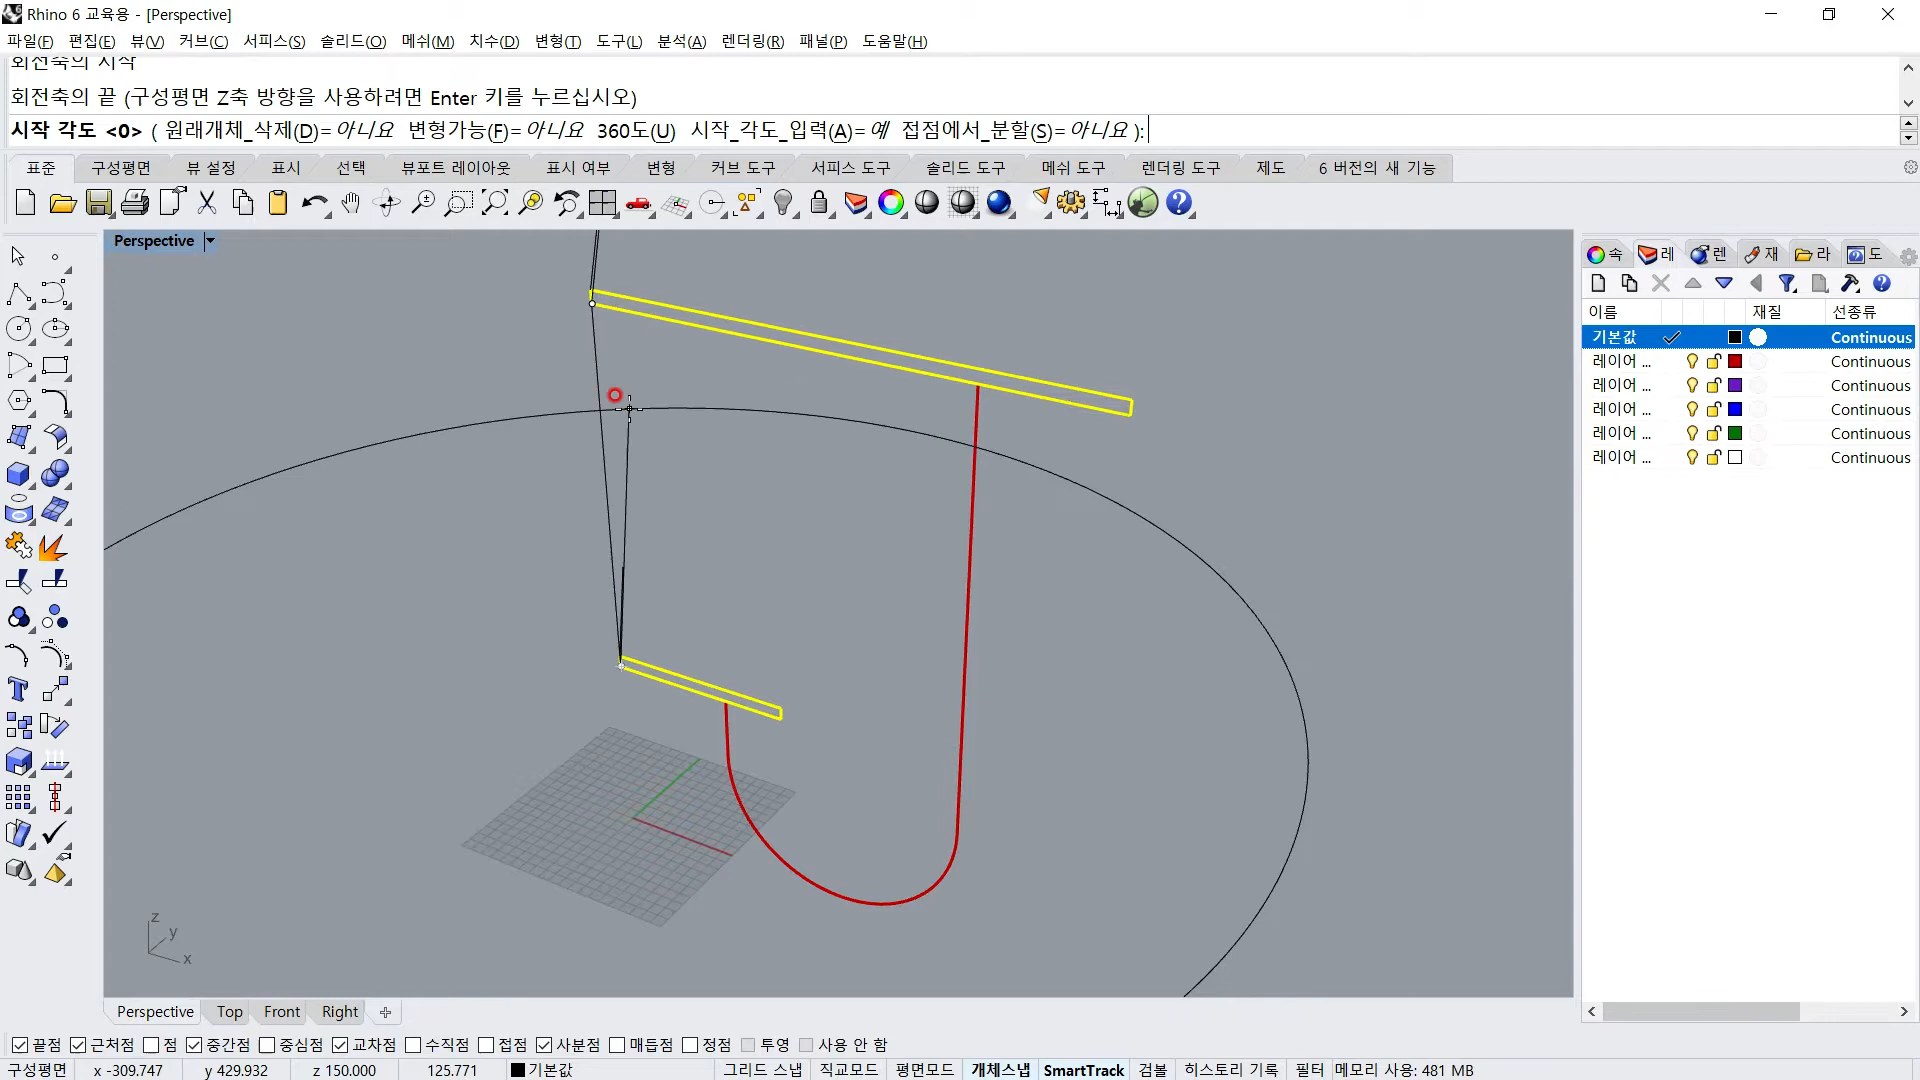 Rhino 6 교육용 - [Perspective]
파일(F) 편집(E) 뷰(V) 커브(C) 서피스(S) 솔리드(O) 메쉬(M) 치수(D) 변형(T) 도구(L) 분석(A) 렌더링(R) 패널(P) 도움말(H)
회전축의 시작
회전축의 끝 (구성평면 Z축 방향을 사용하려면 Enter 키를 누르십시오)
시작 각도 <0> ( 원래개체_삭제(D)=아니요 변형가능(F)=아니요 360도(U) 시작_각도_입력(A)=예 접점에서_분할(S)=아니요 ):
표준 구성평면 뷰 설정 표시 선택 뷰포트 레이아웃 표시 여부 변형 커브 도구 서피스 도구 솔리드 도구 메쉬 도구 렌더링 도구 제도 6 버전의 새 기능
Perspective
속 레 렌 재 라 도
이름 재질 선종류
기본값 Continuous
레이어 ... Continuous
레이어 ... Continuous
레이어 ... Continuous
레이어 ... Continuous
레이어 ... Continuous
z
y
x
Perspective Top Front Right
끝점 근처점 점 중간점 중심점 교차점 수직점 접점 사분점 매듭점 정점 투영 사용 안 함
구성평면 x -309.747 y 429.932 z 150.000 125.771 기본값 그리드 스냅 직교모드 평면모드 개체스냅 SmartTrack 검볼 히스토리 기록 필터 메모리 사용: 481 MB